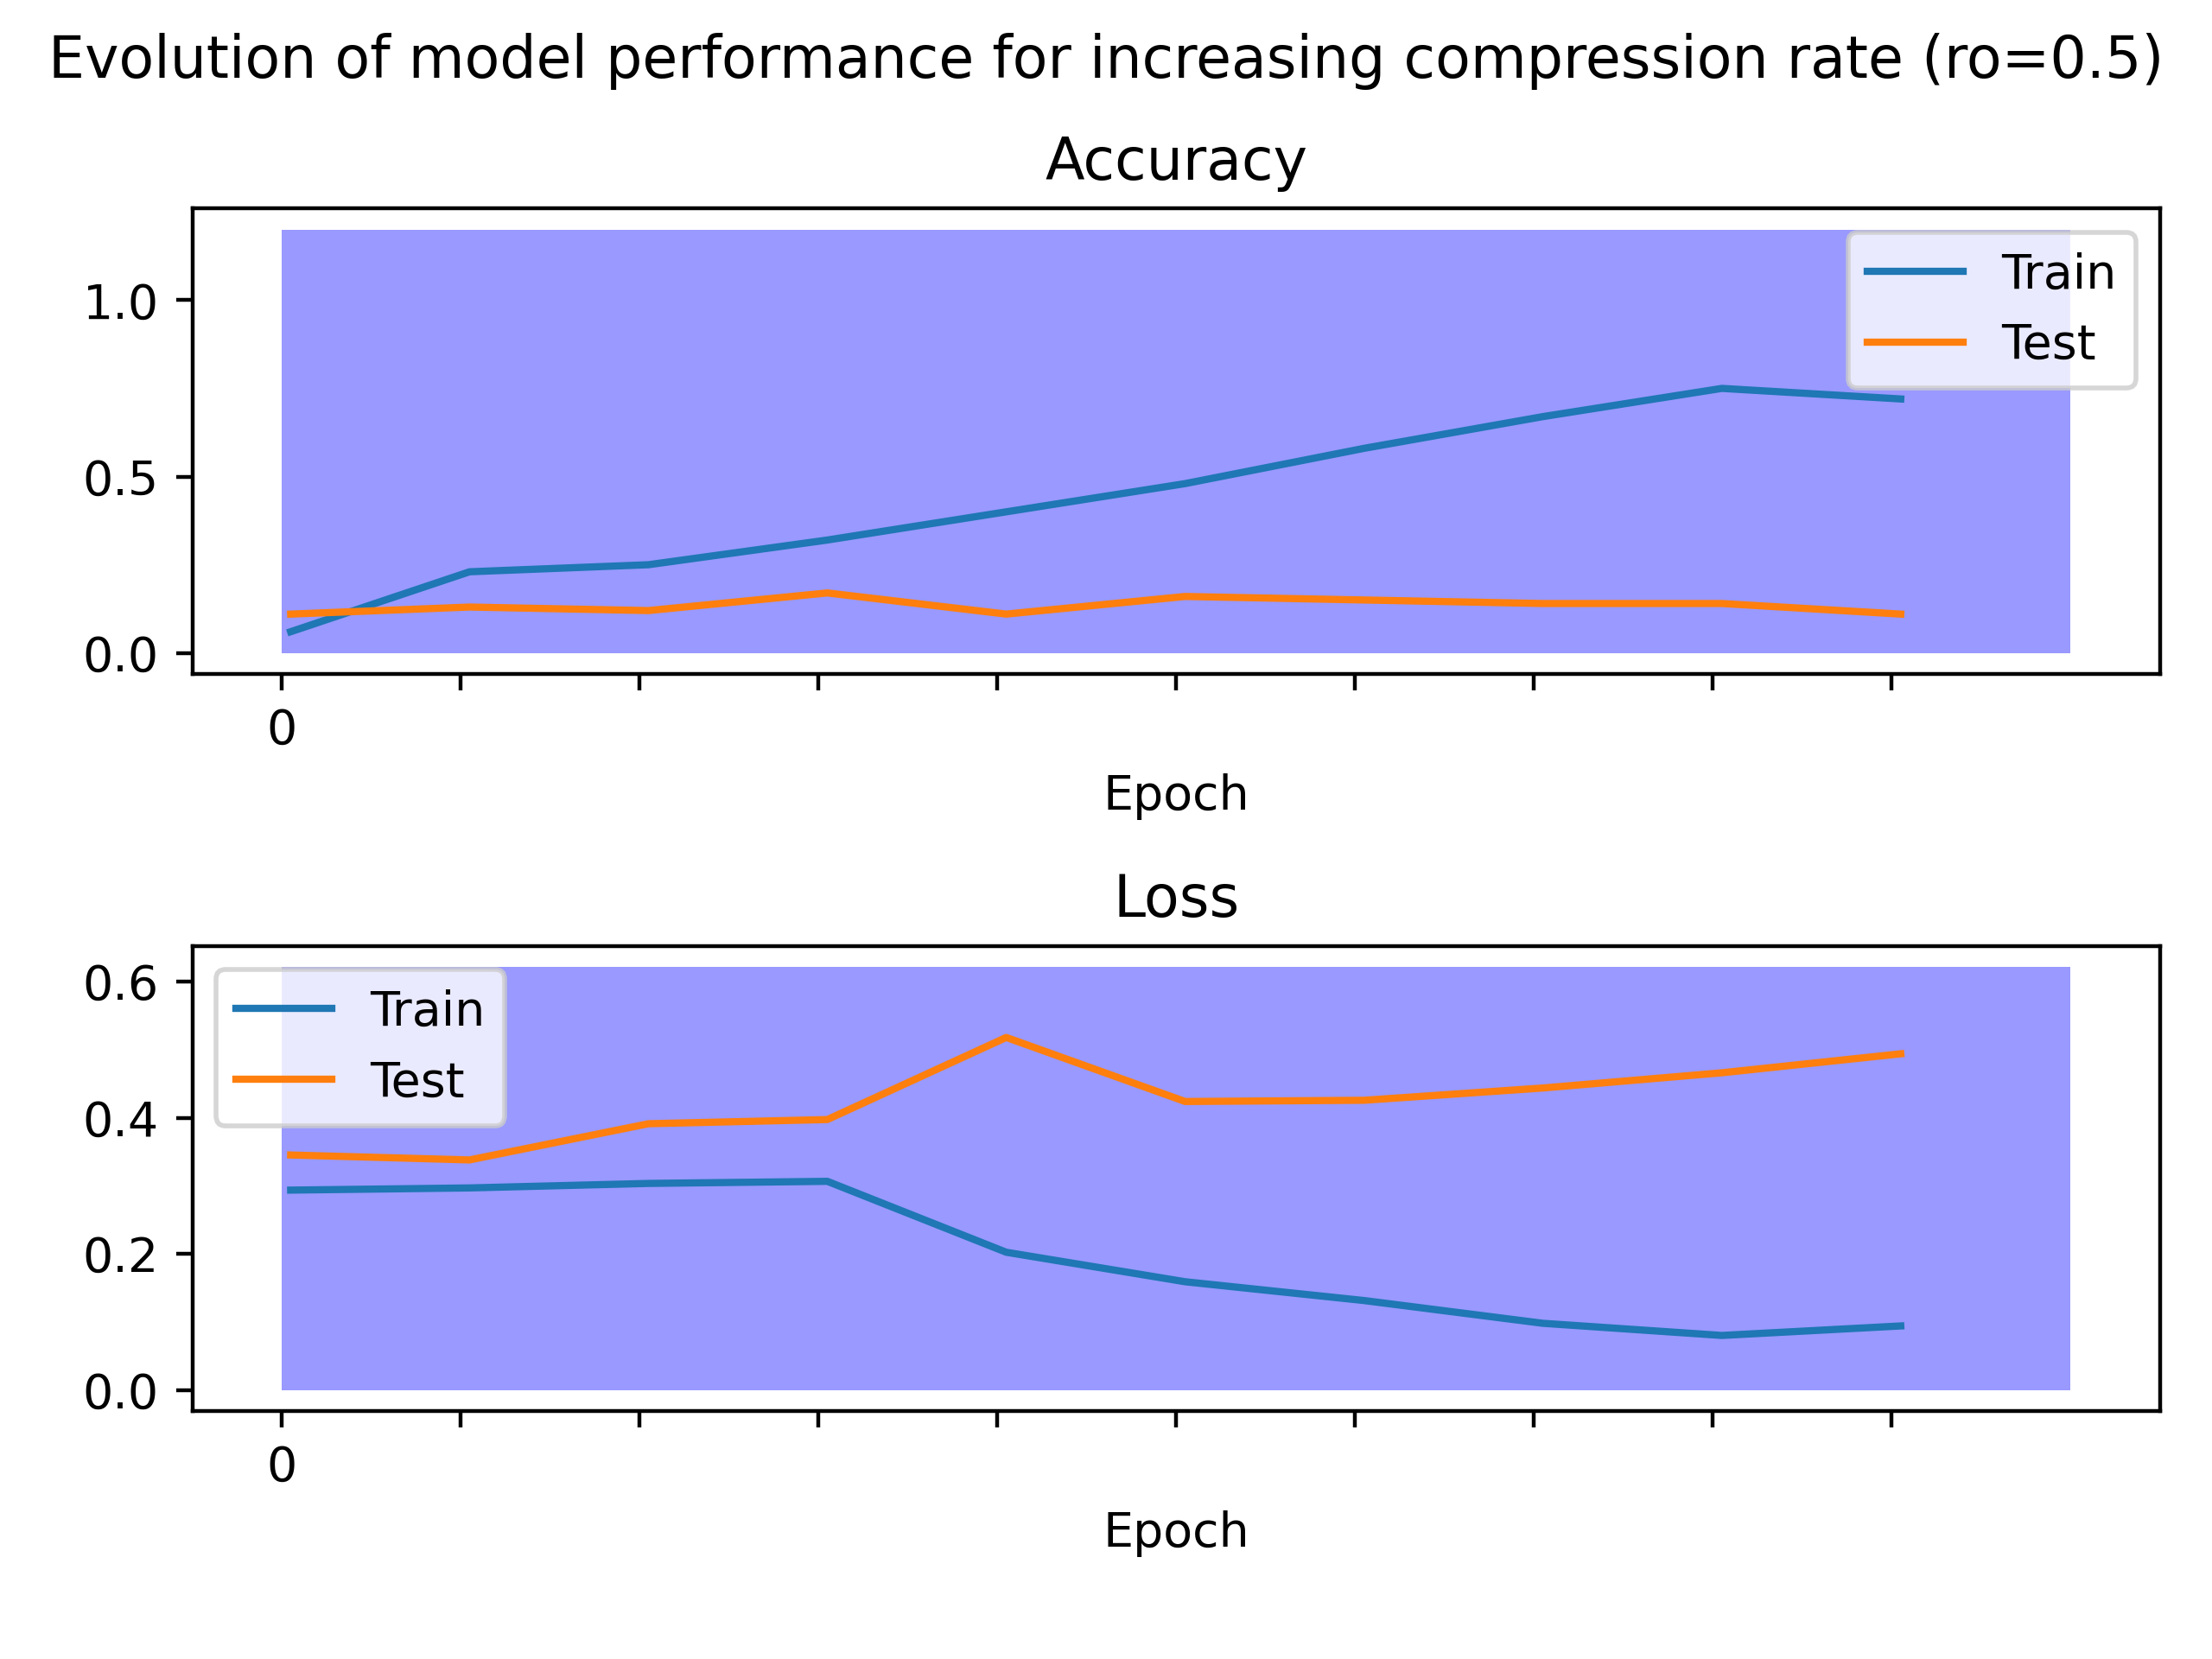 Evolution of model performance for increasing compression rate (ro=0.5)
Accuracy
1.0
0.5
0.0
Train
Test
0
Epoch
Loss
0.6
0.4
0.2
0.0
Train
Test
0
Epoch